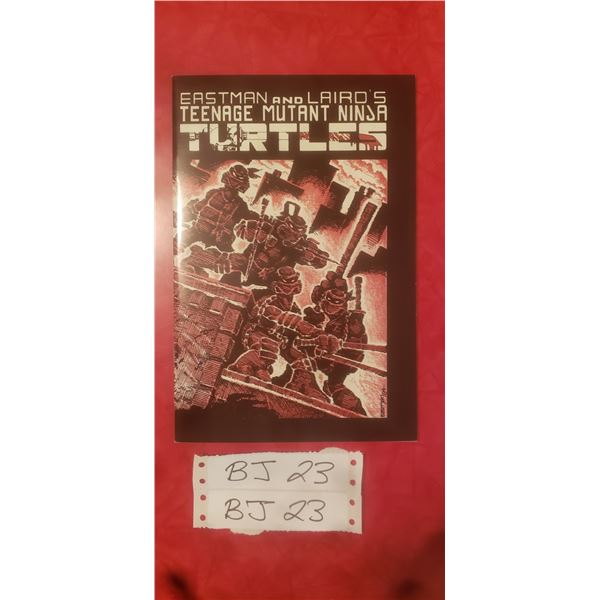 EASTMAN AND LAIRD'S
TEENAGE MUTANT NINJA
TURTLES
BJ 23
BJ 23